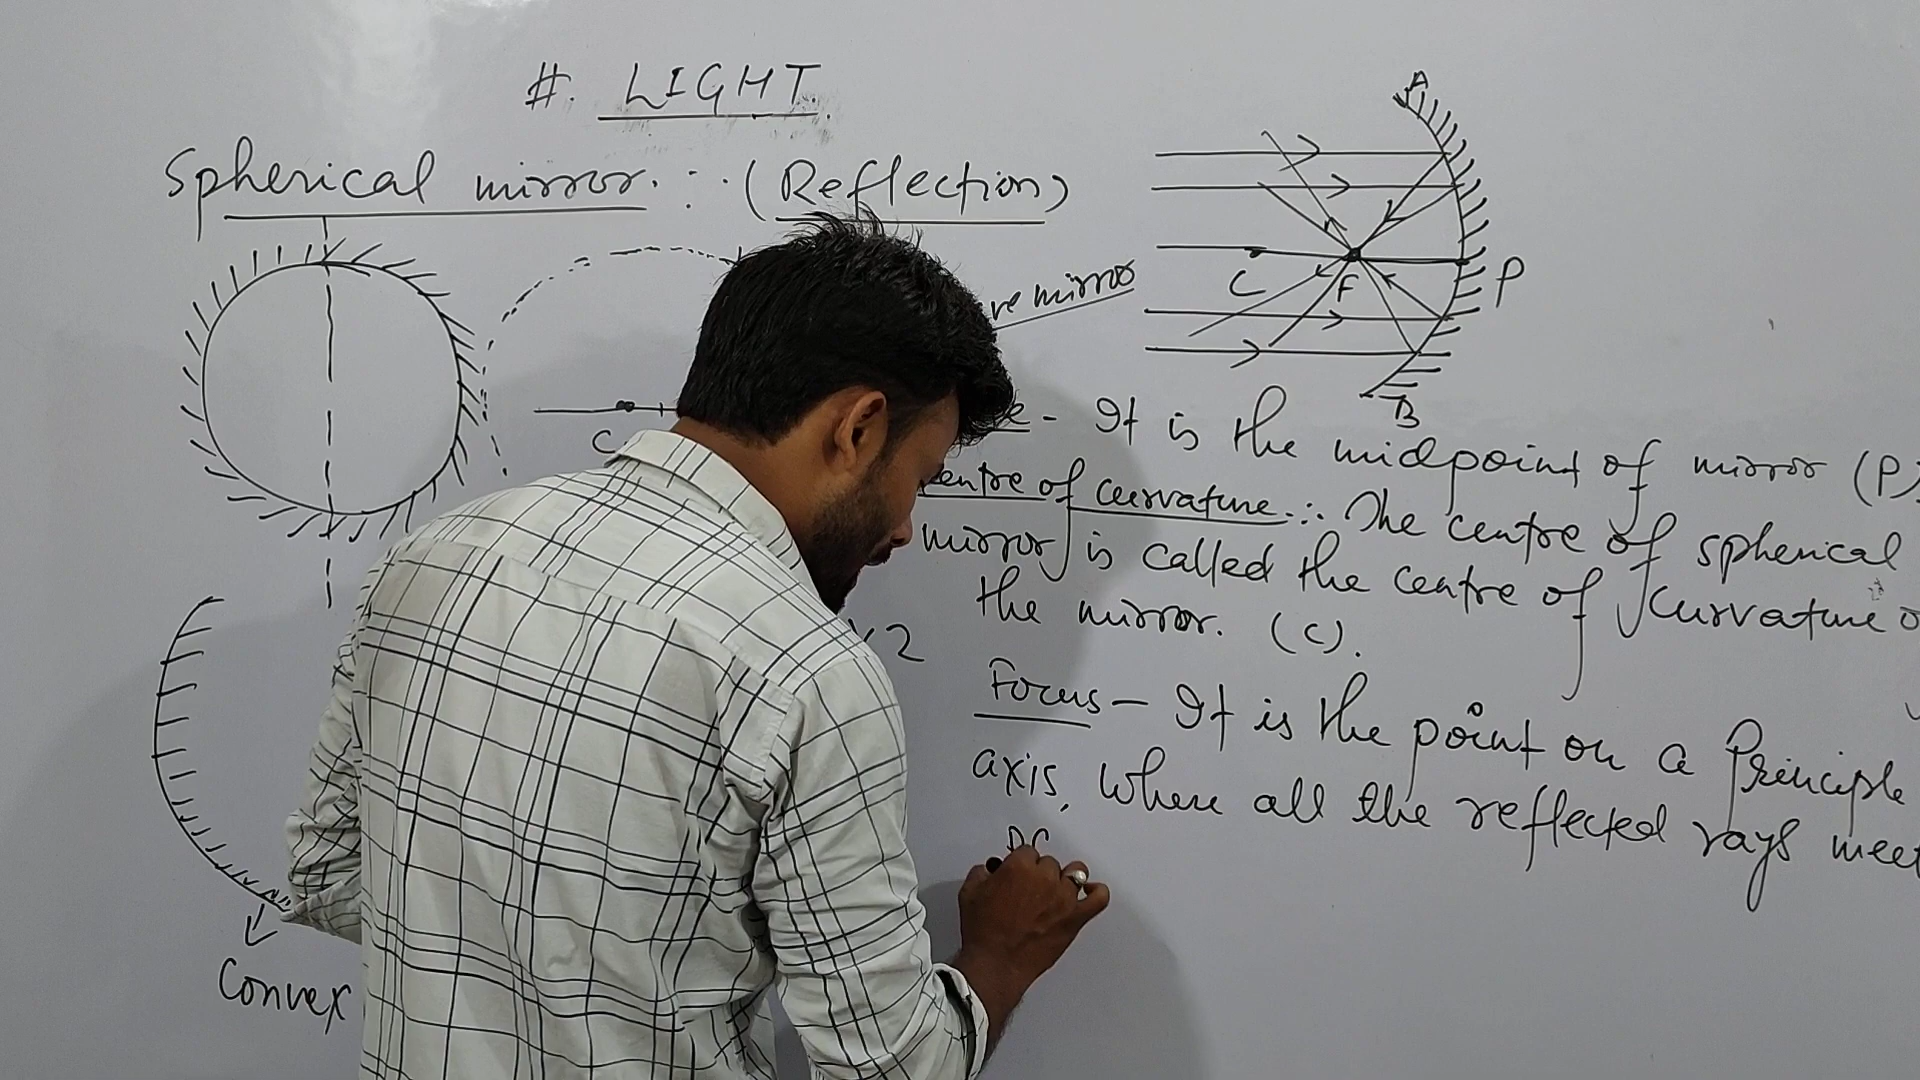 #. LIGHT.
Spherical mirror. : . (Reflection)
A
P
C
F
B
mirror
C
- It is the midpoint of mirror (P).
centre of curvature. : . The centre of spherical
mirror is called the centre of curvature
the mirror. (C).
2
Focus - It is the point on a Principle
axis, Where all the reflected rays meet
Convex